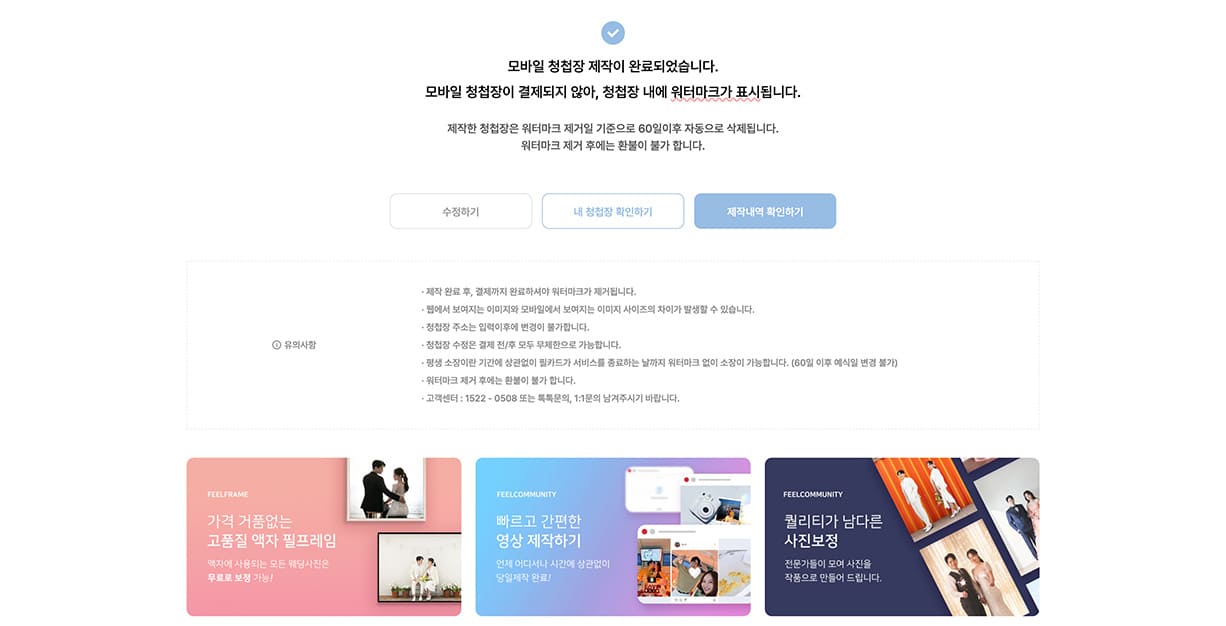 모바일 청첩장 제작이 완료되었습니다.
모바일 청첩장이 결제되지 않아, 청첩장 내에 워터마크가 표시됩니다.
제작한 청첩장은 워터마크 제거일 기준으로 60일이후 자동으로 삭제됩니다.
워터마크 제거 후에는 환불이 불가 합니다.
수정하기
내 청첩장 확인하기
제작내역 확인하기
유의사항
· 제작 완료 후, 결제까지 완료하셔야 워터마크가 제거됩니다.
· 웹에서 보여지는 이미지와 모바일에서 보여지는 이미지 사이즈의 차이가 발생할 수 있습니다.
· 청첩장 주소는 입력이후에 변경이 불가합니다.
· 청첩장 수정은 결제 전/후 모두 무제한으로 가능합니다.
· 평생 소장이란 기간에 상관없이 필카드가 서비스를 종료하는 날까지 워터마크 없이 소장이 가능합니다. (60일 이후 예식일 변경 불가)
· 워터마크 제거 후에는 환불이 불가 합니다.
· 고객센터 : 1522 - 0508 또는 톡톡문의, 1:1문의 남겨주시기 바랍니다.
FEELFRAME
가격 거품없는
고품질 액자 필프레임
액자에 사용되는 모든 웨딩사진은
무료로 보정 가능!
FEELCOMMUNITY
빠르고 간편한
영상 제작하기
언제 어디서나 시간에 상관없이
당일제작 완료!
FEELCOMMUNITY
퀄리티가 남다른
사진보정
전문가들이 모여 사진을
작품으로 만들어 드립니다.